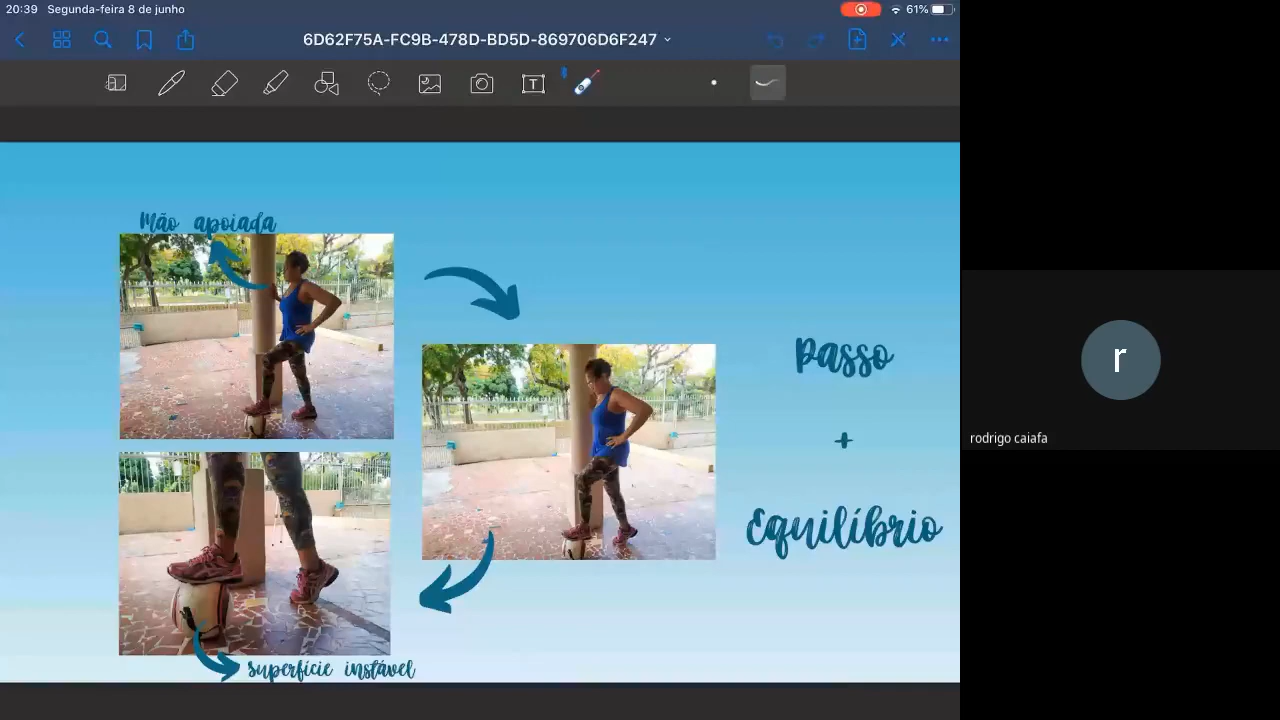 20:39 Segunda-feira 8 de junho
61%
6D62F75A-FC9B-478D-BD5D-869706D6F247
T
Mão apoiada
Passo
+
Equilíbrio
superfície instável
r
rodrigo caiafa